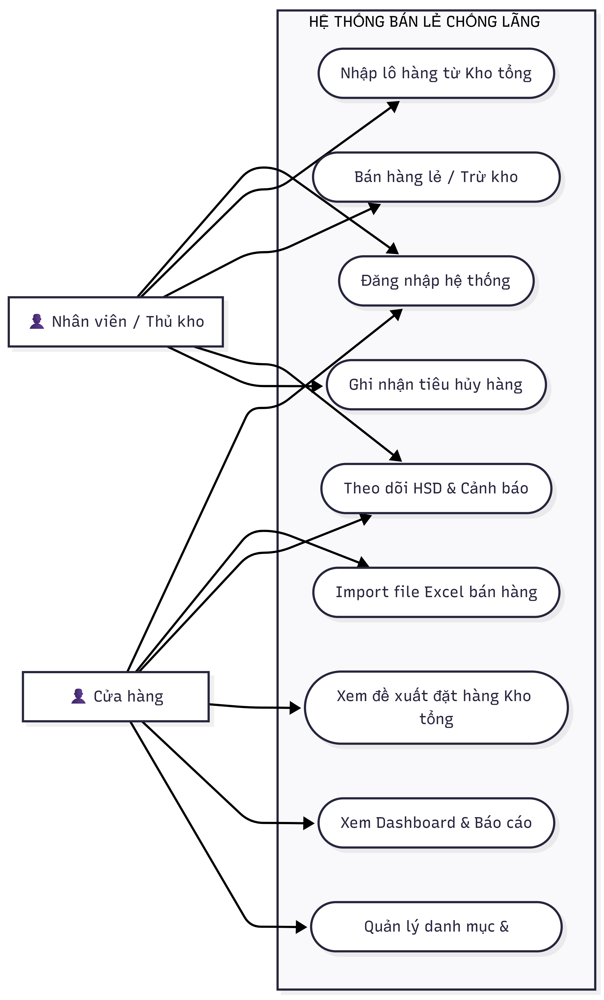 HỆ THỐNG BÁN LẺ CHỐNG LÃNG
Nhập lô hàng từ Kho tổng
Bán hàng lẻ / Trừ kho
Đăng nhập hệ thống
Nhân viên / Thủ kho
Ghi nhận tiêu hủy hàng
Theo dõi HSD & Cảnh báo
Import file Excel bán hàng
Cửa hàng
Xem đề xuất đặt hàng Kho
tổng
Xem Dashboard & Báo cáo
Quản lý danh mục &